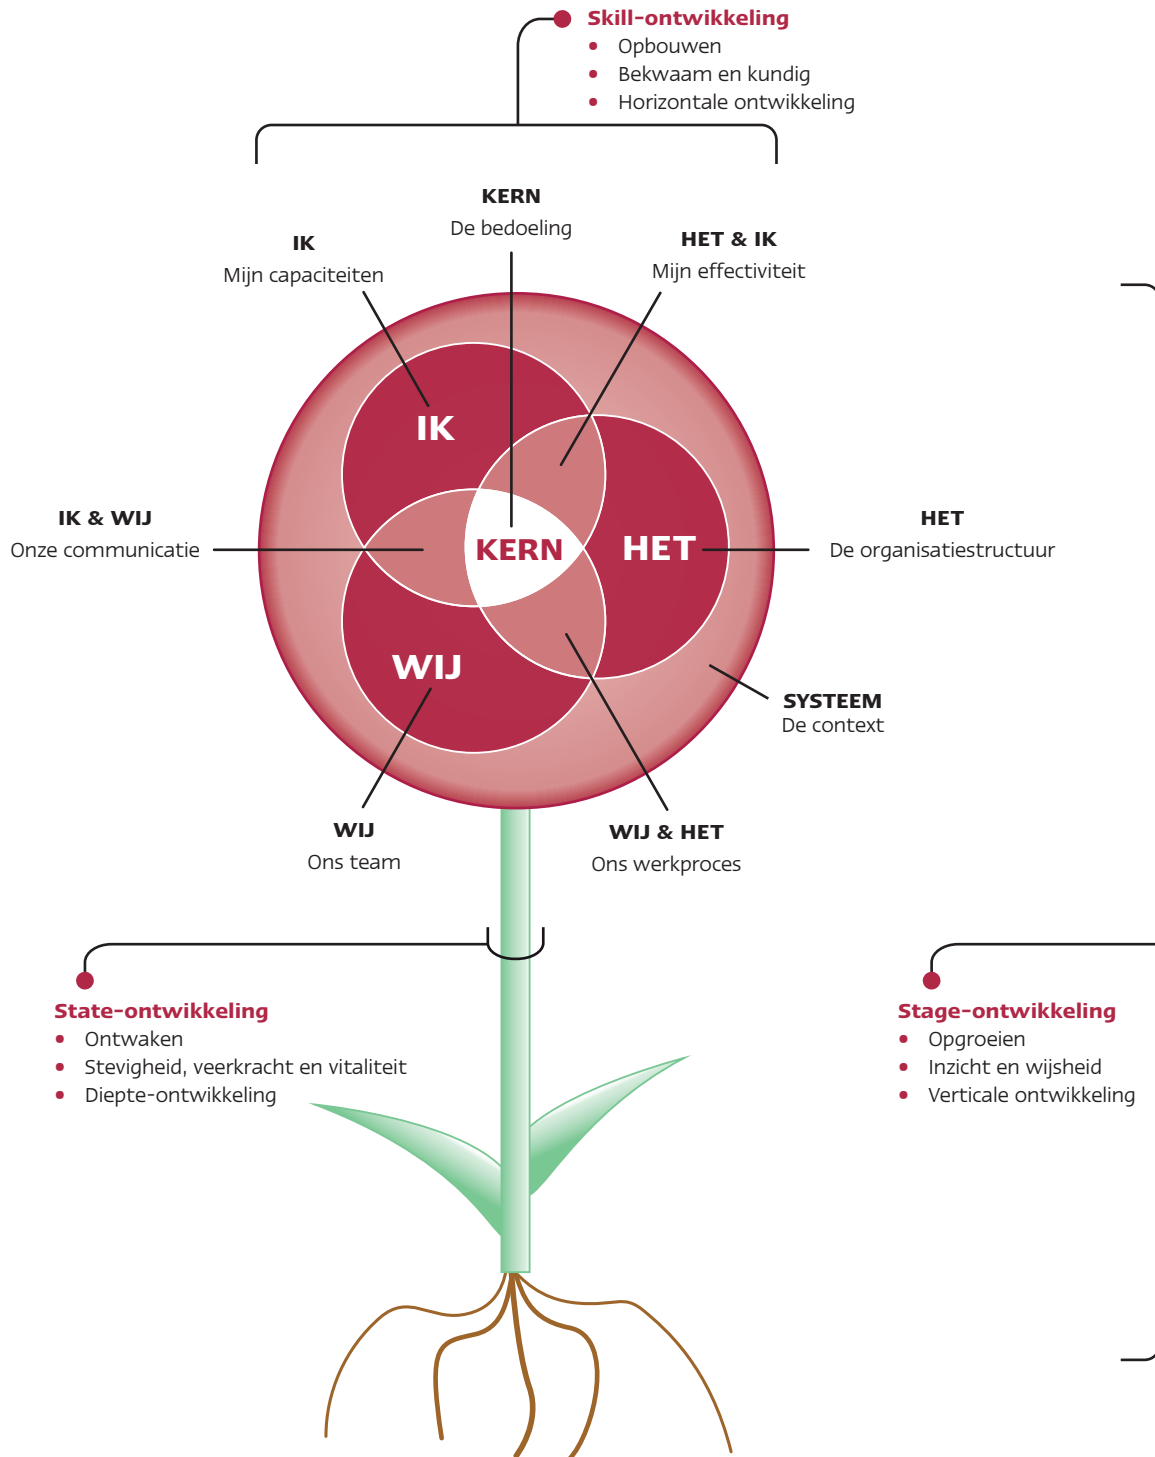 Skill-ontwikkeling
• Opbouwen
• Bekwaam en kundig
• Horizontale ontwikkeling
KERN
De bedoeling
IK
Mijn capaciteiten
HET & IK
Mijn effectiviteit
IK
IK & WIJ
Onze communicatie
KERN
HET
HET
De organisatiestructuur
WIJ
SYSTEEM
De context
WIJ
Ons team
WIJ & HET
Ons werkproces
State-ontwikkeling
• Ontwaken
• Stevigheid, veerkracht en vitaliteit
• Diepte-ontwikkeling
Stage-ontwikkeling
• Opgroeien
• Inzicht en wijsheid
• Verticale ontwikkeling